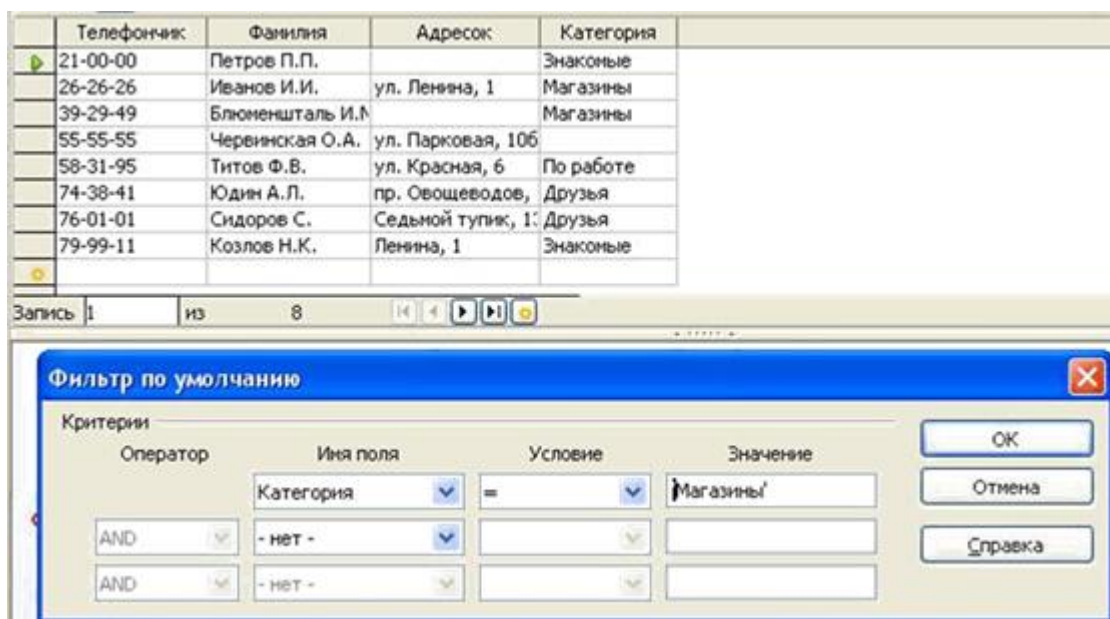 Телефончик Фамилия Адресок Категория
21-00-00 Петров П.П. Знакомые
26-26-26 Иванов И.И. ул. Ленина, 1 Магазины
39-29-49 Блюменшталь И.М Магазины
55-55-55 Червинская О.А. ул. Парковая, 106
58-31-95 Титов Ф.В. ул. Красная, 6 По работе
74-38-41 Юдин А.Л. пр. Овощеводов, Друзья
76-01-01 Сидоров С. Седьмой тупик, 13 Друзья
79-99-11 Козлов Н.К. Ленина, 1 Знакомые
Запись 1 из 8
Фильтр по умолчанию
Критерии
Оператор Имя поля Условие Значение
Категория = 'Магазины'
AND - нет -
AND - нет -
ОК
Отмена
Справка